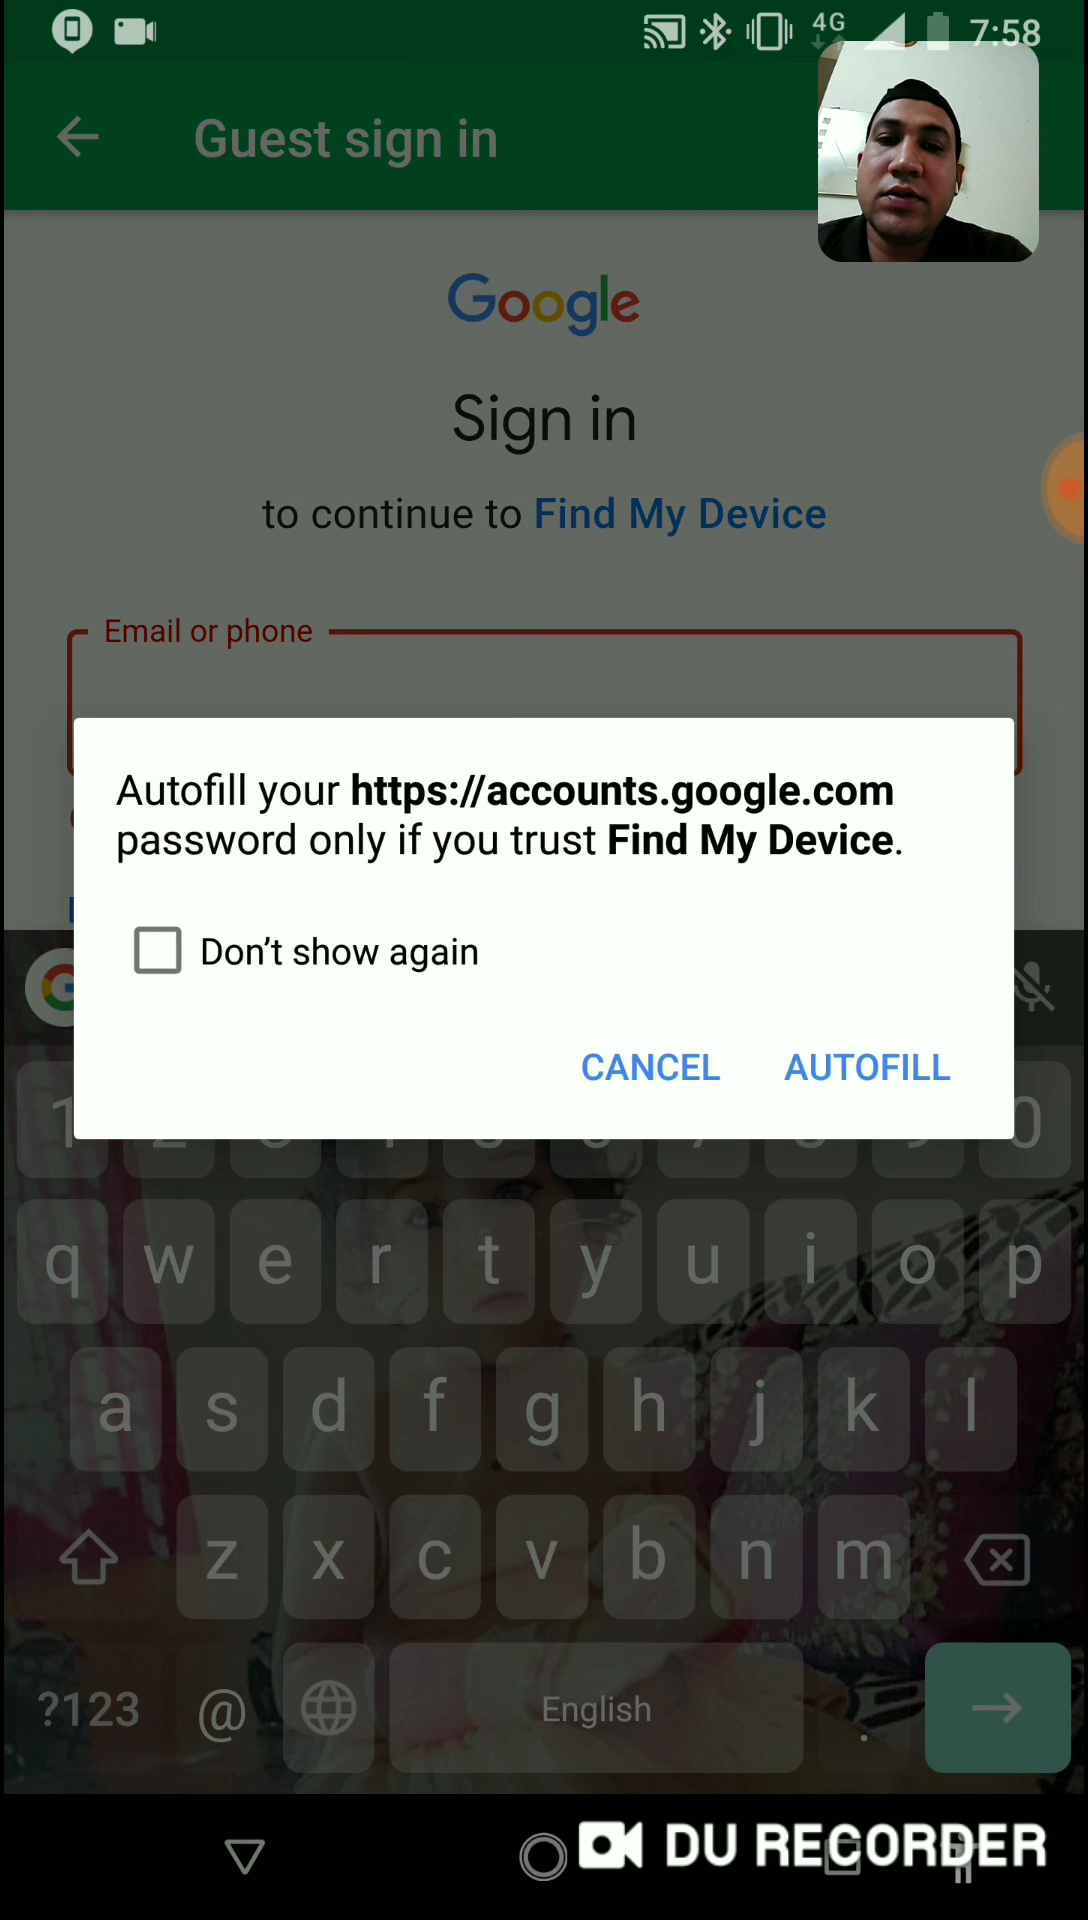 4G
7:58
Guest sign in
Google
Sign in
to continue to Find My Device
Email or phone
Autofill your https://accounts.google.com
password only if you trust Find My Device.
Don’t show again
CANCEL AUTOFILL
q w e r t y u i o p
a s d f g h j k l
z x c v b n m
?123 @ English .
DU RECORDER